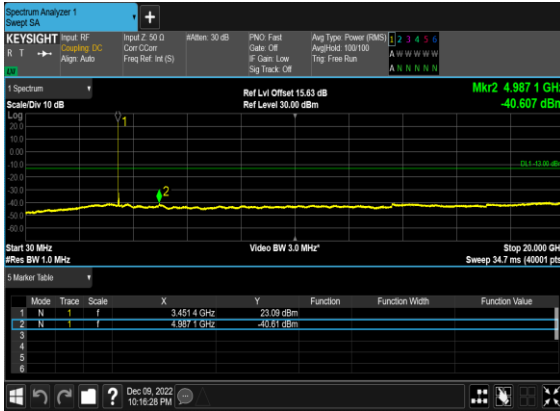 Spectrum Analyzer 1
Swept SA
KEYSIGHT Input: RF Input Z: 50 Ω #Atten: 30 dB PNO: Fast Avg Type: Power (RMS) 1 2 3 4 5 6
R T Coupling: DC Corr CCorr Gate: Off Avg|Hold: 100/100 A W W W W W
Align: Auto Freq Ref: Int (S) IF Gain: Low Trig: Free Run
Sig Track: Off A N N N N N
1 Spectrum Ref Lvl Offset 15.63 dB Mkr2 4.987 1 GHz
Scale/Div 10 dB Ref Level 30.00 dBm -40.607 dBm
Log
20.0
10.0
0.00
-10.0
-20.0
-30.0
-40.0
-50.0
-60.0
1
DL1 -13.00 dBm
2
Start 30 MHz Video BW 3.0 MHz* Stop 20.000 GH
#Res BW 1.0 MHz Sweep 34.7 ms (40001 pts
5 Marker Table
Mode Trace Scale X Y Function Function Width Function Value
1 N 1 f 3.451 4 GHz 23.09 dBm
2 N 1 f 4.987 1 GHz -40.61 dBm
3
4
5
6
? Dec 09, 2022
10:16:28 PM